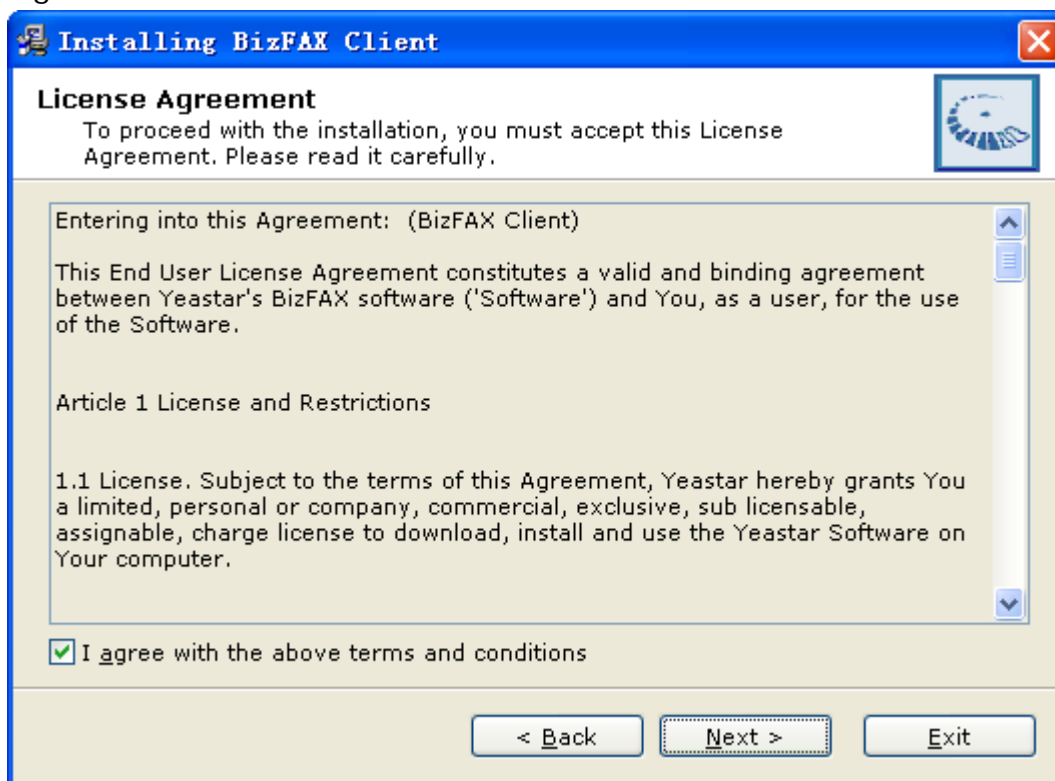 Installing BizFAX Client
License Agreement
To proceed with the installation, you must accept this License
Agreement. Please read it carefully.
Entering into this Agreement:  (BizFAX Client)
This End User License Agreement constitutes a valid and binding agreement
between Yeastar's BizFAX software ('Software') and You, as a user, for the use
of the Software.
Article 1 License and Restrictions
1.1 License. Subject to the terms of this Agreement, Yeastar hereby grants You
a limited, personal or company, commercial, exclusive, sub licensable,
assignable, charge license to download, install and use the Yeastar Software on
Your computer.
I agree with the above terms and conditions
< Back Next > Exit